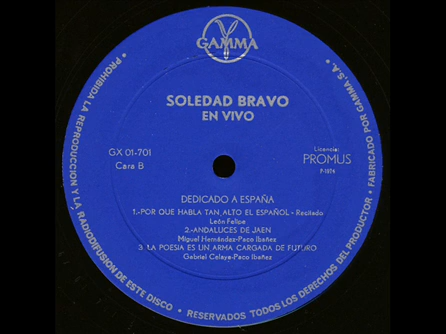 GAMMA
SOLEDAD BRAVO
EN VIVO
GX 01-701
Cara B
Licencia:
PROMUS
P-1974
DEDICADO A ESPAÑA
1.-POR QUE HABLA TAN ALTO EL ESPAÑOL - Recitado
León Felipe
2.-ANDALUCES DE JAEN
Miguel Hernández-Paco Ibáñez
3. LA POESIA ES UN ARMA CARGADA DE FUTURO
Gabriel Celaya-Paco Ibáñez
• PROHIBIDA LA REPRODUCCION Y LA RADIODIFUSION DE ESTE DISCO • RESERVADOS TODOS LOS DERECHOS DEL PRODUCTOR • FABRICADO POR GAMMA, S.A. •